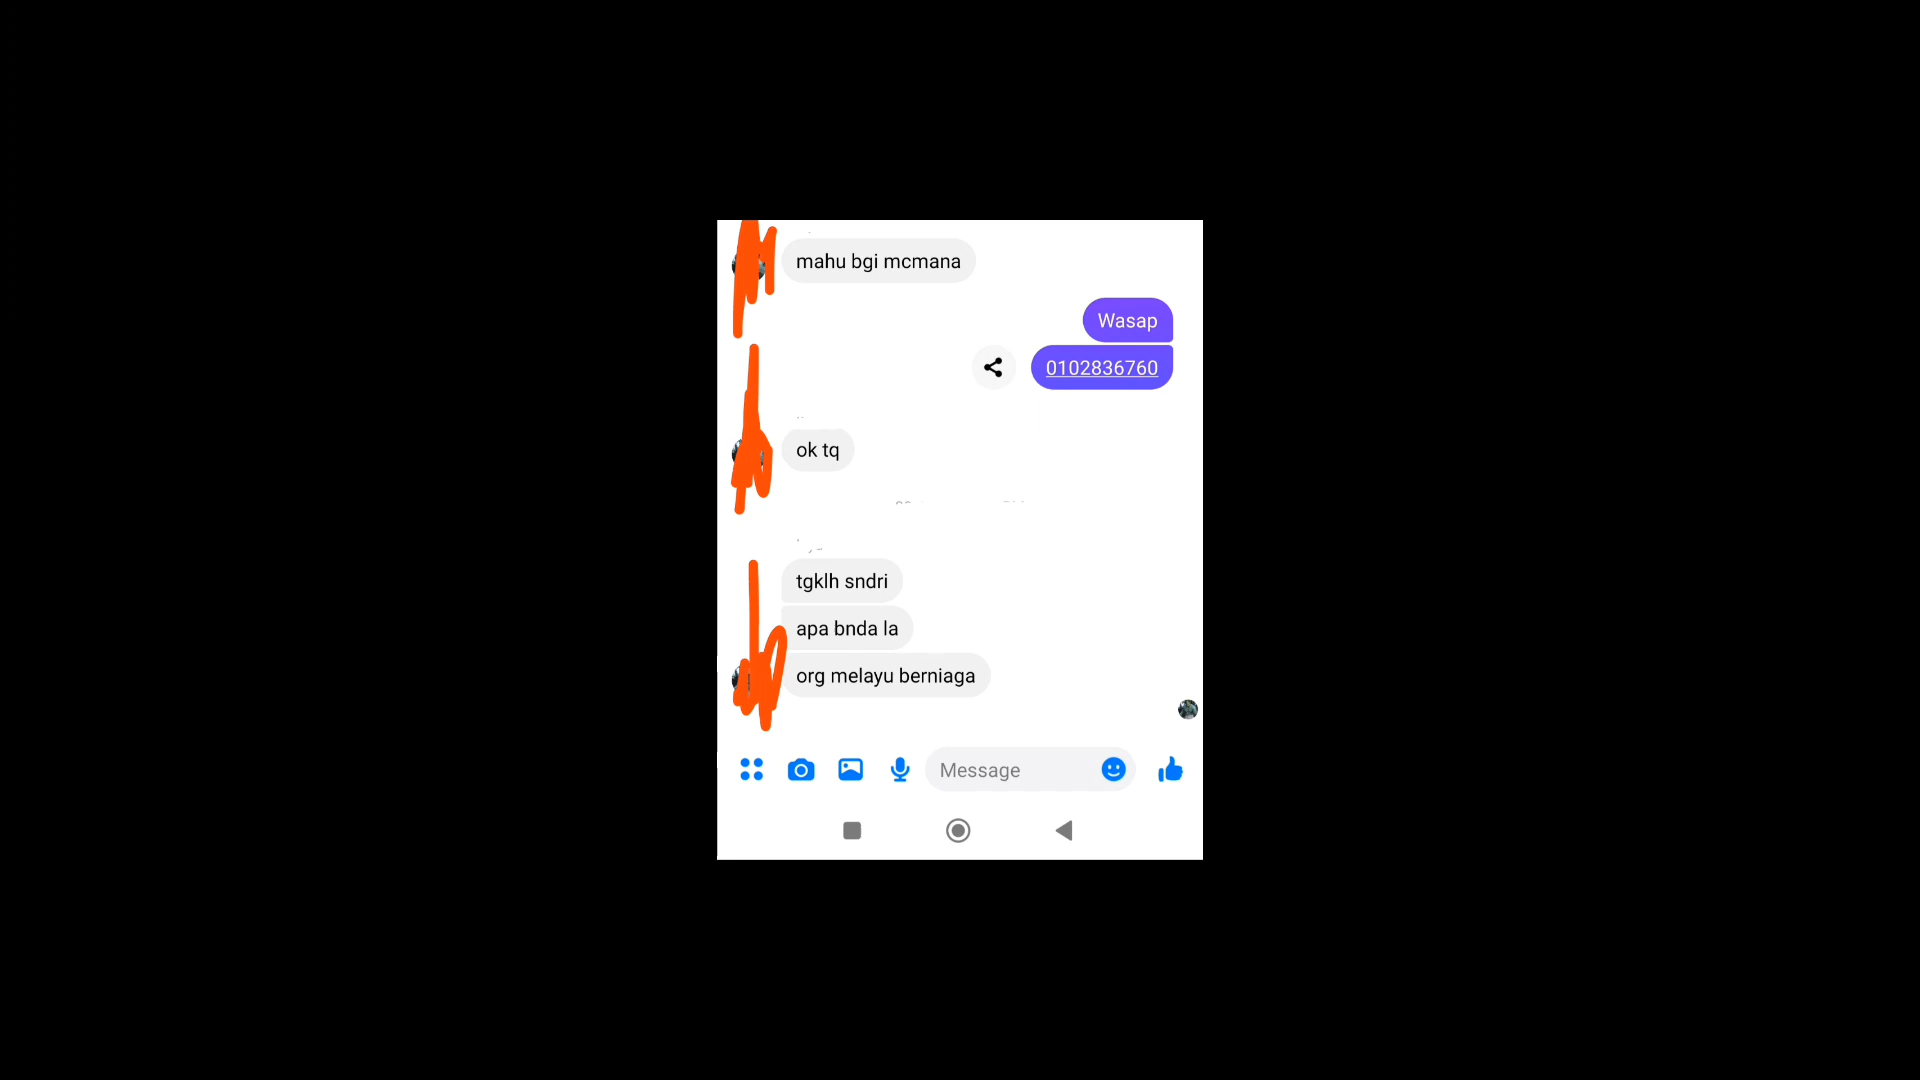 mahu bgi mcmana
Wasap
0102836760
ok tq
tgklh sndri
apa bnda la
org melayu berniaga
Message